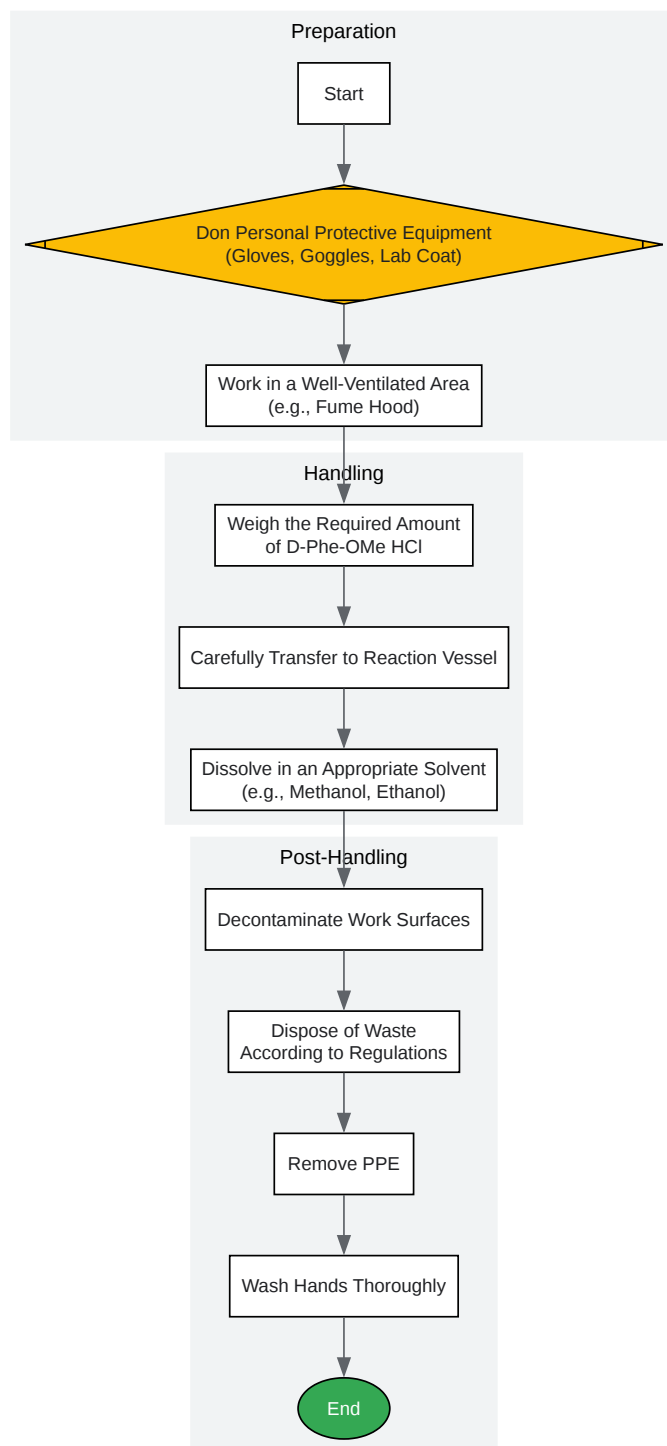 Preparation
Start
Don Personal Protective Equipment
(Gloves, Goggles, Lab Coat)
Work in a Well-Ventilated Area
(e.g., Fume Hood)
Handling
Weigh the Required Amount
of D-Phe-OMe HCl
Carefully Transfer to Reaction Vessel
Dissolve in an Appropriate Solvent
(e.g., Methanol, Ethanol)
Post-Handling
Decontaminate Work Surfaces
Dispose of Waste
According to Regulations
Remove PPE
Wash Hands Thoroughly
End